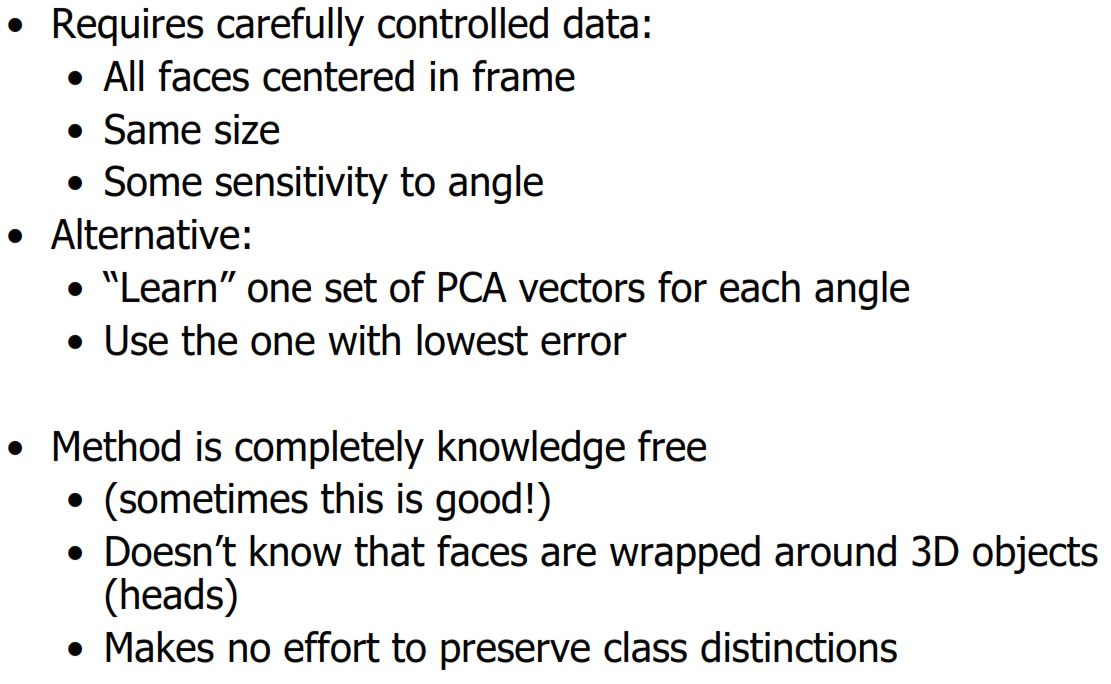 • Requires carefully controlled data:
• All faces centered in frame
• Same size
• Some sensitivity to angle
• Alternative:
• “Learn” one set of PCA vectors for each angle
• Use the one with lowest error
• Method is completely knowledge free
• (sometimes this is good!)
• Doesn’t know that faces are wrapped around 3D objects
(heads)
• Makes no effort to preserve class distinctions